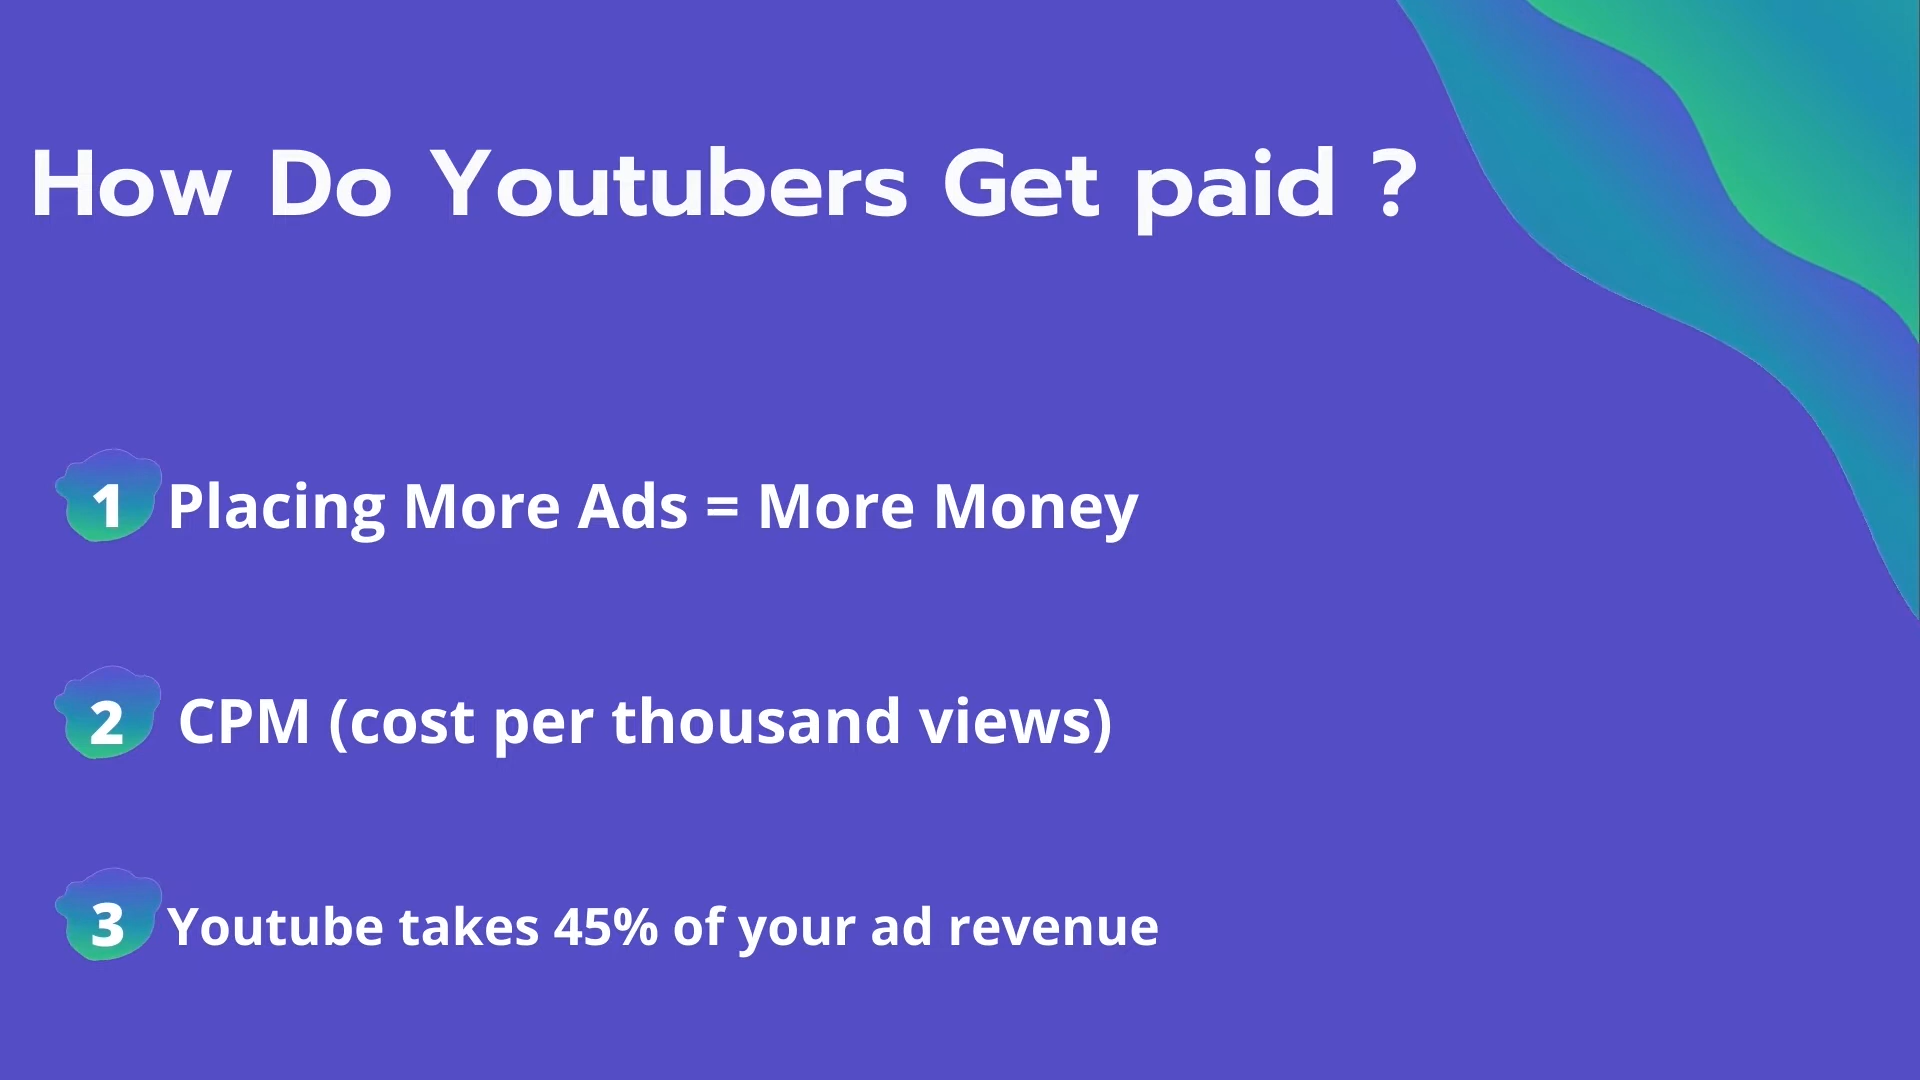 How Do Youtubers Get paid ?
1 Placing More Ads = More Money
2 CPM (cost per thousand views)
3 Youtube takes 45% of your ad revenue